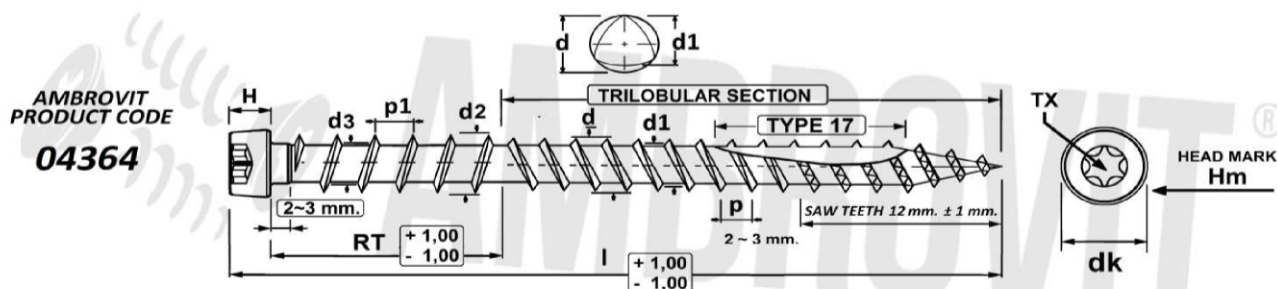 AMBROVIT
PRODUCT CODE
04364
AMBROVIT ®
d
d1
H
p1
d3
d2
TRILOBULAR SECTION
TYPE 17
d
d1
TX
HEAD MARK
Hm
2~3 mm.
p
SAW TEETH 12 mm. ± 1 mm.
2 ~ 3 mm.
RT
+ 1,00
- 1,00
l
+ 1,00
- 1,00
dk